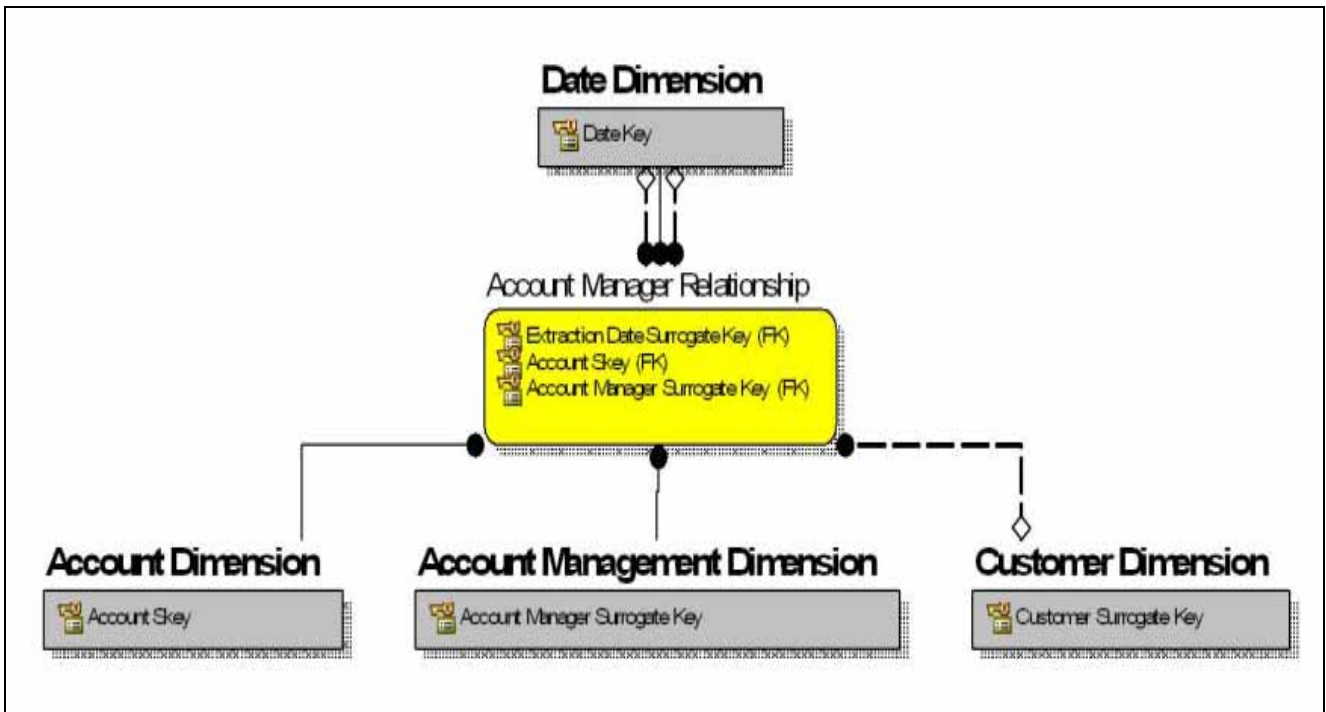 Date Dimension
Date Key
Account Manager Relationship
Extraction Date Surrogate Key (FK)
Account Skey (FK)
Account Manager Surrogate Key (FK)
Account Dimension
Account Skey
Account Management Dimension
Account Manager Surrogate Key
Customer Dimension
Customer Surrogate Key